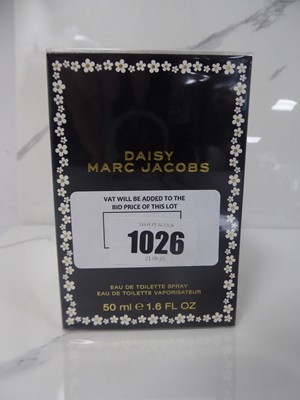 DAISY
MARC JACOBS
VAT WILL BE ADDED TO THE
BID PRICE OF THIS LOT
1026
EAU DE TOILETTE SPRAY
EAU DE TOILETTE VAPORISATEUR
50 ml ℮ 1.6 FL OZ